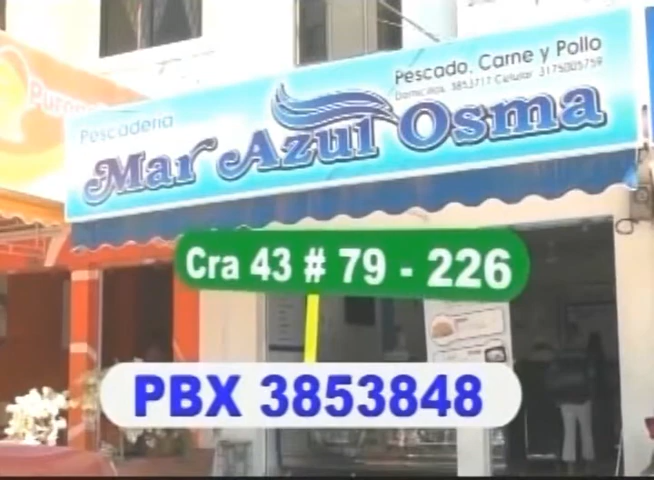 Pescado, Carne y Pollo
Domicilios 3853717 Celular 3175005759
Pescaderia
Mar Azul Osma
Cra 43 # 79 - 226
PBX 3853848